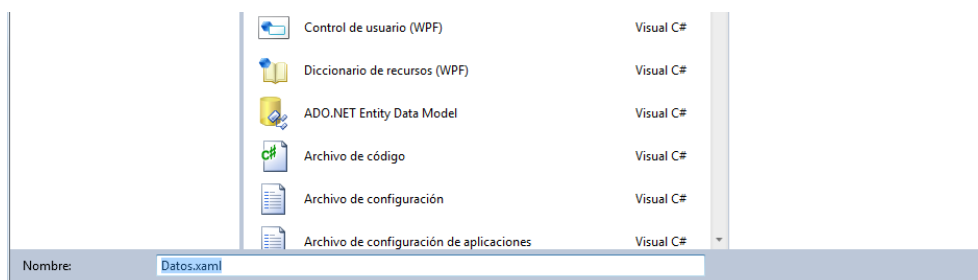 Control de usuario (WPF) Visual C#
Diccionario de recursos (WPF) Visual C#
ADO.NET Entity Data Model Visual C#
C# Archivo de código Visual C#
Archivo de configuración Visual C#
Archivo de configuración de aplicaciones Visual C#
Nombre: Datos.xaml